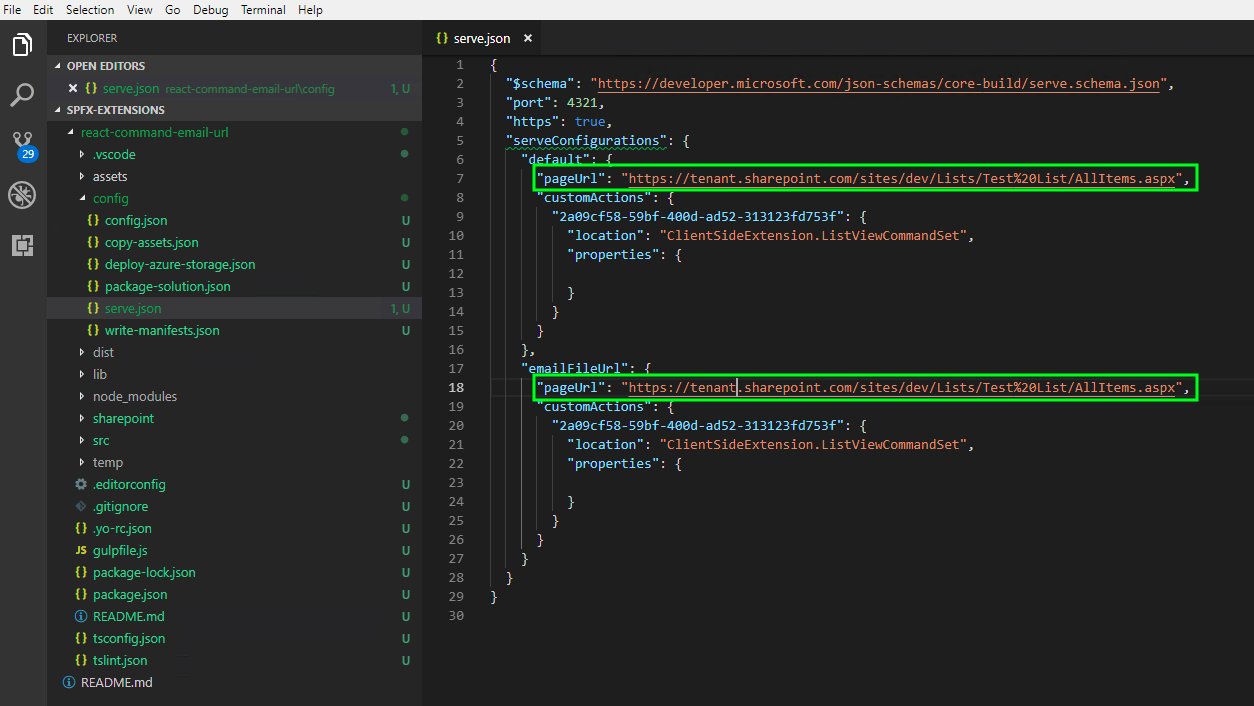 File Edit Selection View Go Debug Terminal Help
EXPLORER
OPEN EDITORS
serve.json react-command-email-url\config 1, U
SPFX-EXTENSIONS
react-command-email-url
.vscode
assets
config
config.json U
copy-assets.json U
deploy-azure-storage.json U
package-solution.json U
serve.json 1, U
write-manifests.json U
dist
lib
node_modules
sharepoint
src
temp
.editorconfig U
.gitignore U
.yo-rc.json U
JS gulpfile.js U
package-lock.json U
package.json U
README.md U
tsconfig.json U
tslint.json U
README.md
29
{} serve.json
1 {
2 "$schema": "https://developer.microsoft.com/json-schemas/core-build/serve.schema.json",
3 "port": 4321,
4 "https": true,
5 "serveConfigurations": {
6 "default": {
7 "pageUrl": "https://tenant.sharepoint.com/sites/dev/Lists/Test%20List/AllItems.aspx",
8 "customActions": {
9 "2a09cf58-59bf-400d-ad52-313123fd753f": {
10 "location": "ClientSideExtension.ListViewCommandSet",
11 "properties": {
12
13 }
14 }
15 }
16 },
17 "emailFileUrl": {
18 "pageUrl": "https://tenant.sharepoint.com/sites/dev/Lists/Test%20List/AllItems.aspx",
19 "customActions": {
20 "2a09cf58-59bf-400d-ad52-313123fd753f": {
21 "location": "ClientSideExtension.ListViewCommandSet",
22 "properties": {
23
24 }
25 }
26 }
27 }
28 }
29 }
30